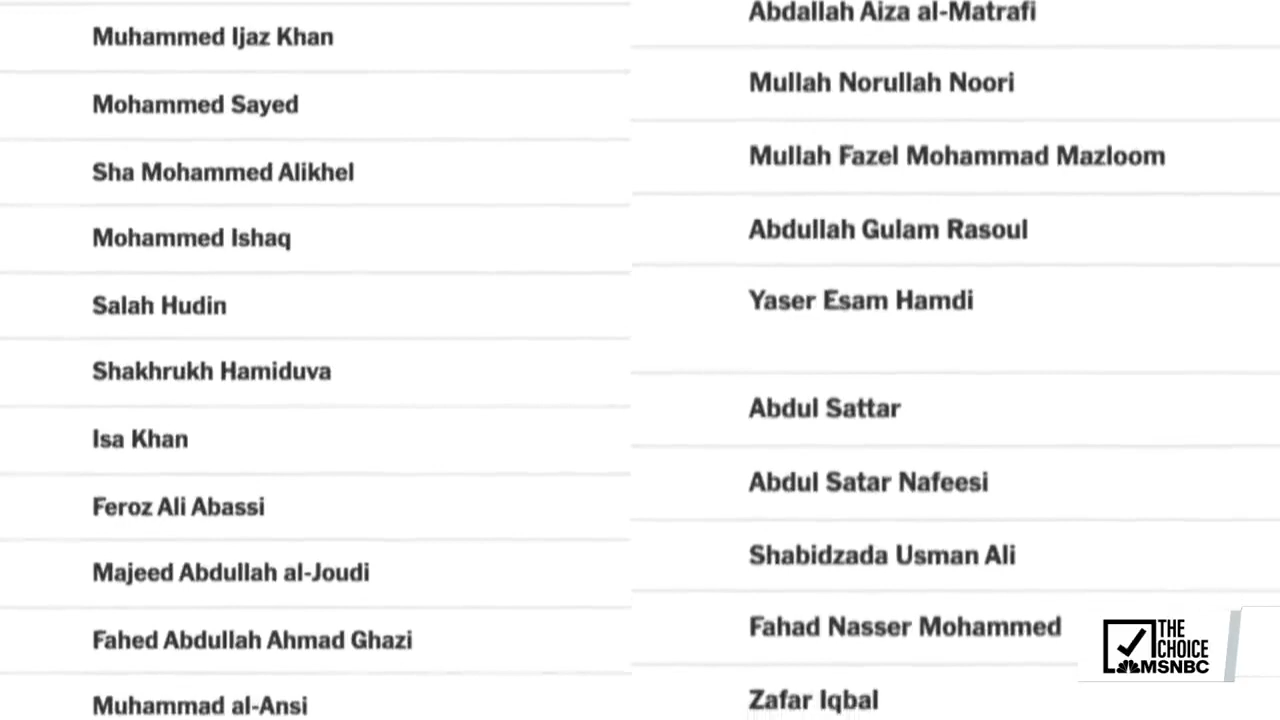 Muhammed Ijaz Khan
Mohammed Sayed
Sha Mohammed Alikhel
Mohammed Ishaq
Salah Hudin
Shakhrukh Hamiduva
Isa Khan
Feroz Ali Abassi
Majeed Abdullah al-Joudi
Fahed Abdullah Ahmad Ghazi
Muhammad al-Ansi
Abdallah Aiza al-Matrafi
Mullah Norullah Noori
Mullah Fazel Mohammad Mazloom
Abdullah Gulam Rasoul
Yaser Esam Hamdi
Abdul Sattar
Abdul Satar Nafeesi
Shabidzada Usman Ali
Fahad Nasser Mohammed
Zafar Iqbal
THE
CHOICE
MSNBC